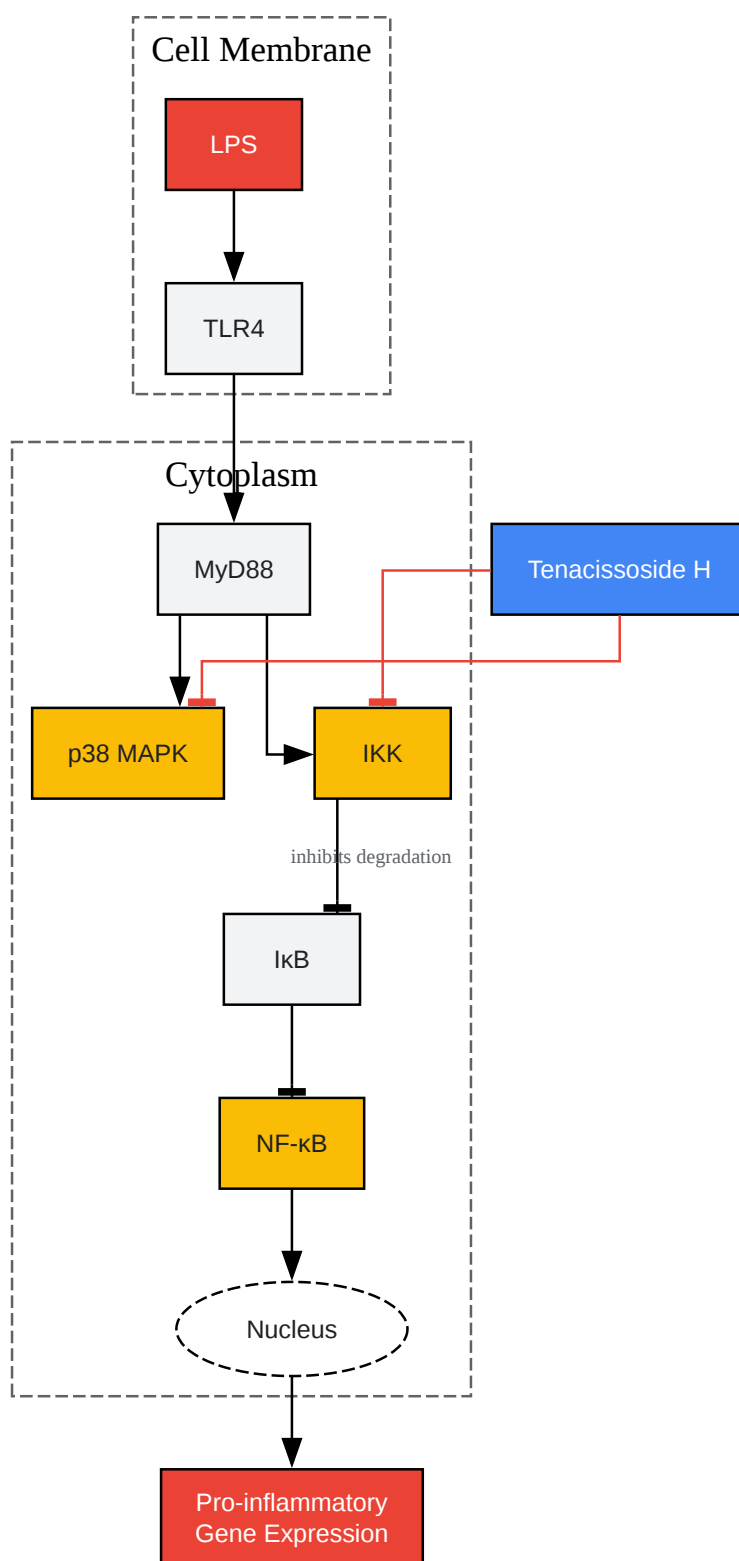 Cell Membrane
LPS
TLR4
Cytoplasm
MyD88
Tenacissoside H
p38 MAPK
IKK
inhibits degradation
IκB
NF-κB
Nucleus
Pro-inflammatory
Gene Expression